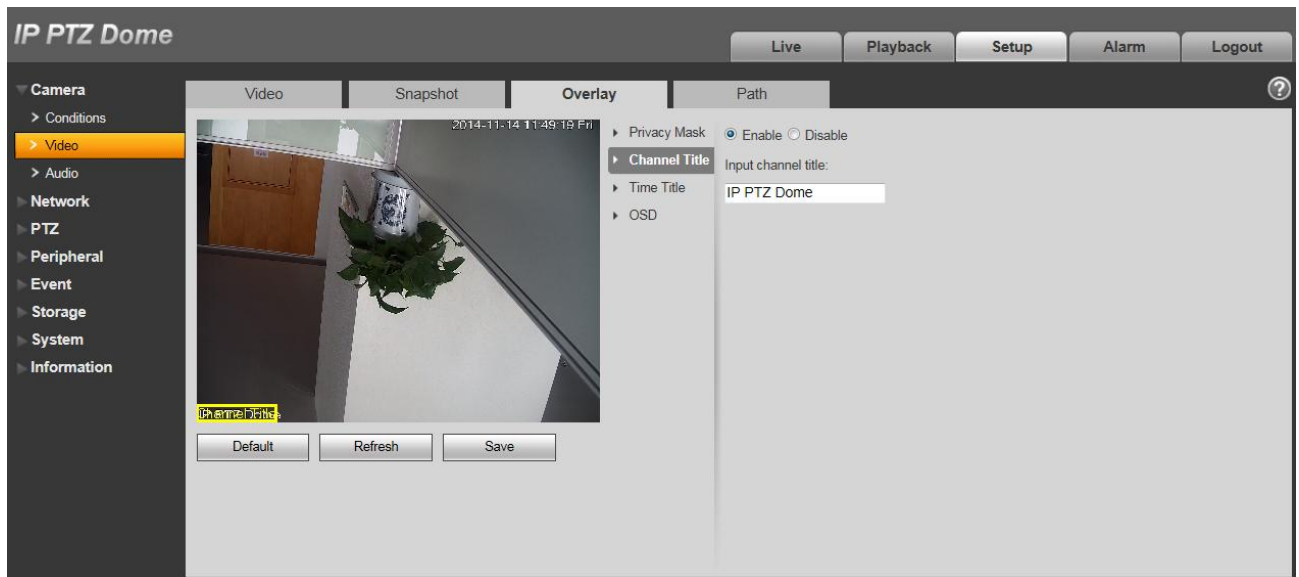 IP PTZ Dome
Live Playback Setup Alarm Logout
Camera
> Conditions
> Video
> Audio
Network
PTZ
Peripheral
Event
Storage
System
Information
Video Snapshot Overlay Path
?
2014-11-14 11:49:19 Fri
Default Refresh Save
Privacy Mask
Channel Title
Time Title
OSD
Enable Disable
Input channel title:
IP PTZ Dome